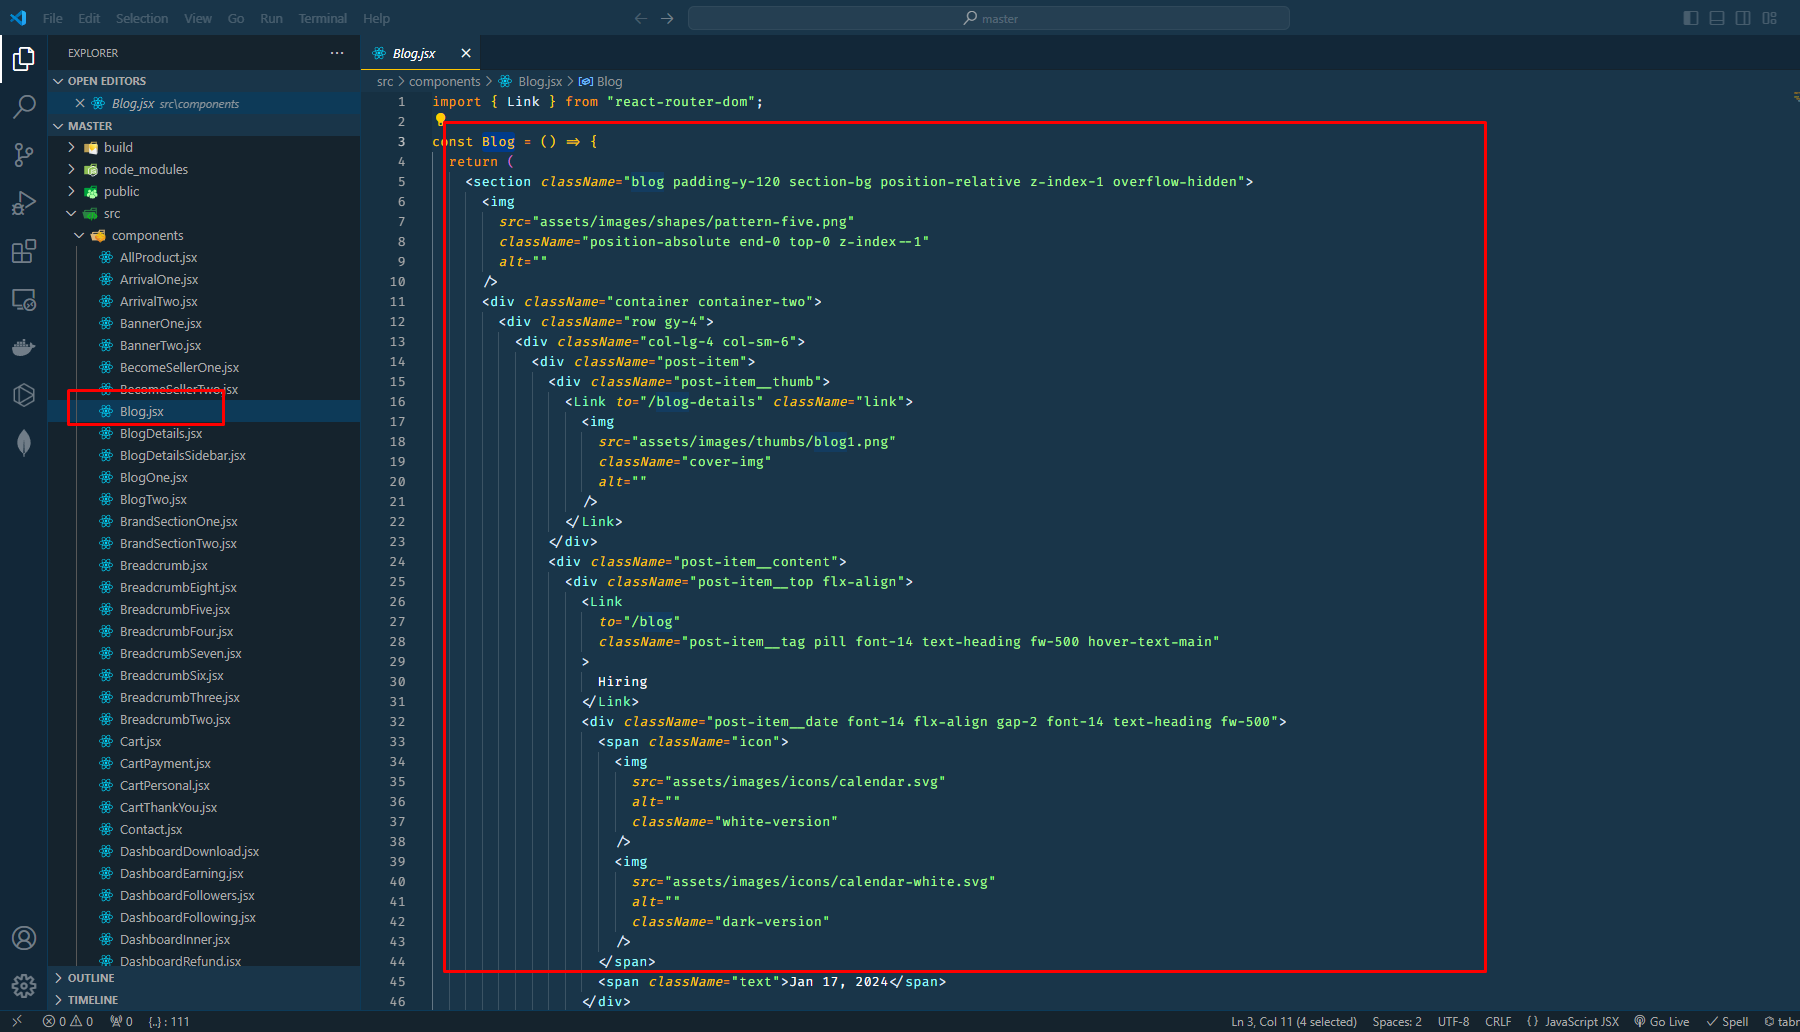 File Edit Selection View Go Run Terminal Help
master
EXPLORER
OPEN EDITORS
Blog.jsx src\components
MASTER
build
node_modules
public
src
components
AllProduct.jsx
ArrivalOne.jsx
ArrivalTwo.jsx
BannerOne.jsx
BannerTwo.jsx
BecomeSellerOne.jsx
BecomeSellerTwo.jsx
Blog.jsx
BlogDetails.jsx
BlogDetailsSidebar.jsx
BlogOne.jsx
BlogTwo.jsx
BrandSectionOne.jsx
BrandSectionTwo.jsx
Breadcrumb.jsx
BreadcrumbEight.jsx
BreadcrumbFive.jsx
BreadcrumbFour.jsx
BreadcrumbSeven.jsx
BreadcrumbSix.jsx
BreadcrumbThree.jsx
BreadcrumbTwo.jsx
Cart.jsx
CartPayment.jsx
CartPersonal.jsx
CartThankYou.jsx
Contact.jsx
DashboardDownload.jsx
DashboardEarning.jsx
DashboardFollowers.jsx
DashboardFollowing.jsx
DashboardInner.jsx
DashboardRefund.jsx
OUTLINE
TIMELINE
Blog.jsx
src > components > Blog.jsx > Blog
1 import { Link } from "react-router-dom";
2
3 const Blog = () => {
4 return (
5 <section className="blog padding-y-120 section-bg position-relative z-index-1 overflow-hidden">
6 <img
7 src="assets/images/shapes/pattern-five.png"
8 className="position-absolute end-0 top-0 z-index--1"
9 alt=""
10 />
11 <div className="container container-two">
12 <div className="row gy-4">
13 <div className="col-lg-4 col-sm-6">
14 <div className="post-item">
15 <div className="post-item__thumb">
16 <Link to="/blog-details" className="link">
17 <img
18 src="assets/images/thumbs/blog1.png"
19 className="cover-img"
20 alt=""
21 />
22 </Link>
23 </div>
24 <div className="post-item__content">
25 <div className="post-item__top flx-align">
26 <Link
27 to="/blog"
28 className="post-item__tag pill font-14 text-heading fw-500 hover-text-main"
29 >
30 Hiring
31 </Link>
32 <div className="post-item__date font-14 flx-align gap-2 font-14 text-heading fw-500">
33 <span className="icon">
34 <img
35 src="assets/images/icons/calendar.svg"
36 alt=""
37 className="white-version"
38 />
39 <img
40 src="assets/images/icons/calendar-white.svg"
41 alt=""
42 className="dark-version"
43 />
44 </span>
45 <span className="text">Jan 17, 2024</span>
46 </div>
0 0 0 {..} : 111
Ln 3, Col 11 (4 selected) Spaces: 2 UTF-8 CRLF {} JavaScript JSX Go Live Spell tabr